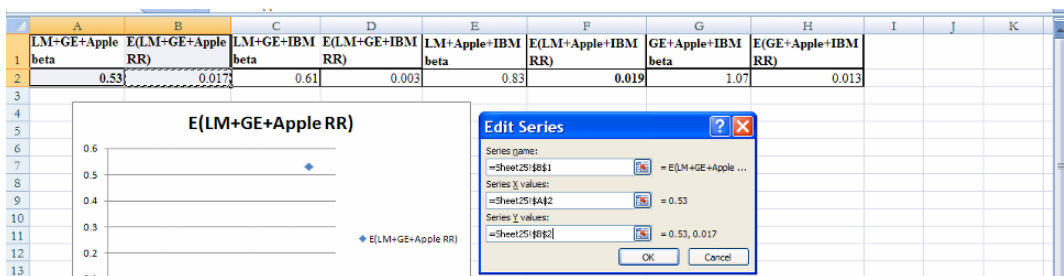 A B C D E F G H I J K
LM+GE+Apple E(LM+GE+Apple LM+GE+IBM E(LM+GE+IBM LM+Apple+IBM E(LM+Apple+IBM GE+Apple+IBM E(GE+Apple+IBM
1 beta RR) beta RR) beta RR) beta RR)
2 0.53 0.017 0.61 0.003 0.83 0.019 1.07 0.013
3
4
5
6
7
8
9
10
11
12
13
E(LM+GE+Apple RR)
0.6
0.5
0.4
0.3
0.2
E(LM+GE+Apple RR)
Edit Series
Series name:
=Sheet25!$B$1 = E(LM+GE+Apple ...
Series X values:
=Sheet25!$A$2 = 0.53
Series Y values:
=Sheet25!$B$2 = 0.53, 0.017
OK Cancel